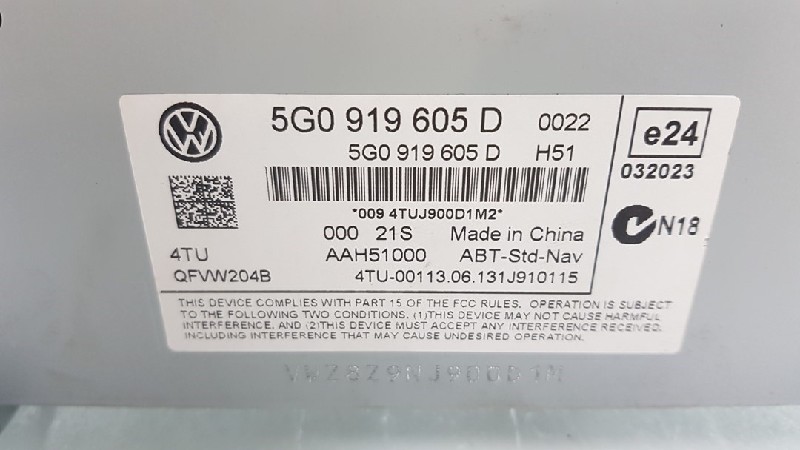 5G0 919 605 D 0022
5G0 919 605 D H51
*009 4TUJ900D1M2*
000 21S Made in China
4TU AAH51000 ABT-Std-Nav
QFVW204B 4TU-00113.06.131J910115
e24
032023
N18
THIS DEVICE COMPLIES WITH PART 15 OF THE FCC RULES. OPERATION IS SUBJECT
TO THE FOLLOWING TWO CONDITIONS, (1)THIS DEVICE MAY NOT CAUSE HARMFUL
INTERFERENCE, AND (2)THIS DEVICE MUST ACCEPT ANY INTERFERENCE RECEIVED,
INCLUDING INTERFERENCE THAT MAY CAUSE UNDESIRED OPERATION.